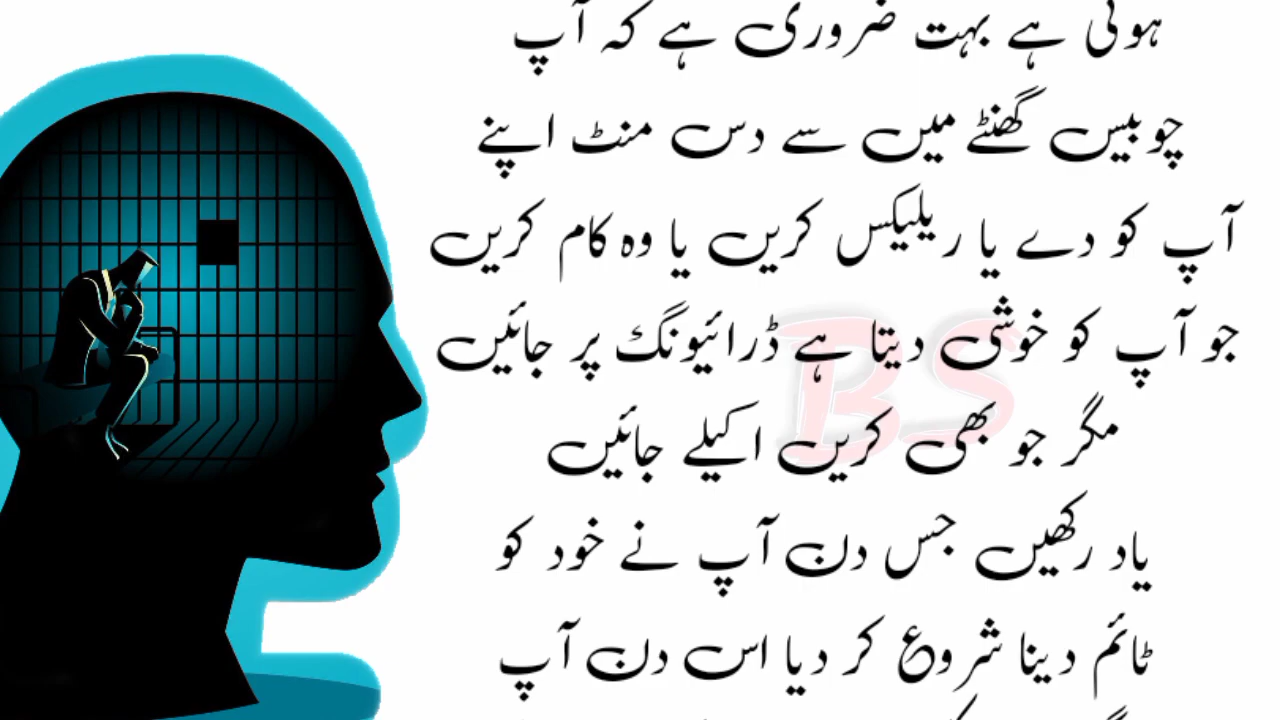 ہوتی ہے بہت ضروری ہے کہ آپ
چوبیس گھنٹے میں سے دس منٹ اپنے
آپ کو دے یا ریلیکس کریں یا وہ کام کریں
جو آپ کو خوشی دیتا ہے ڈرائیونگ پر جائیں
مگر جو بھی کریں اکیلے جائیں
یاد رکھیں جس دن آپ نے خود کو
ٹائم دینا شروع کر دیا اس دن آپ
BS